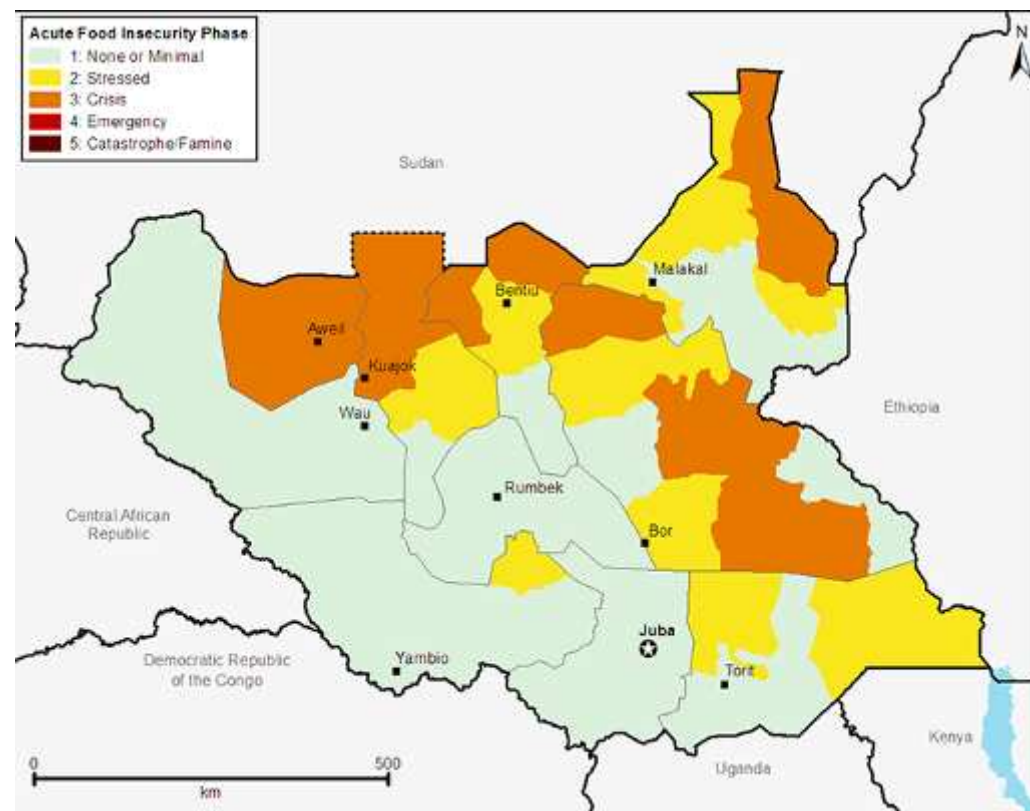 Acute Food Insecurity Phase
1: None or Minimal
2: Stressed
3: Crisis
4: Emergency
5: Catastrophe/Famine
N
Sudan
Malakal
Bentiu
Aweil
Kuajok
Wau
Ethiopia
Rumbek
Central African
Republic
Bor
Juba
Democratic Republic
of the Congo
Yambio
Torit
Kenya
Uganda
0
500
km